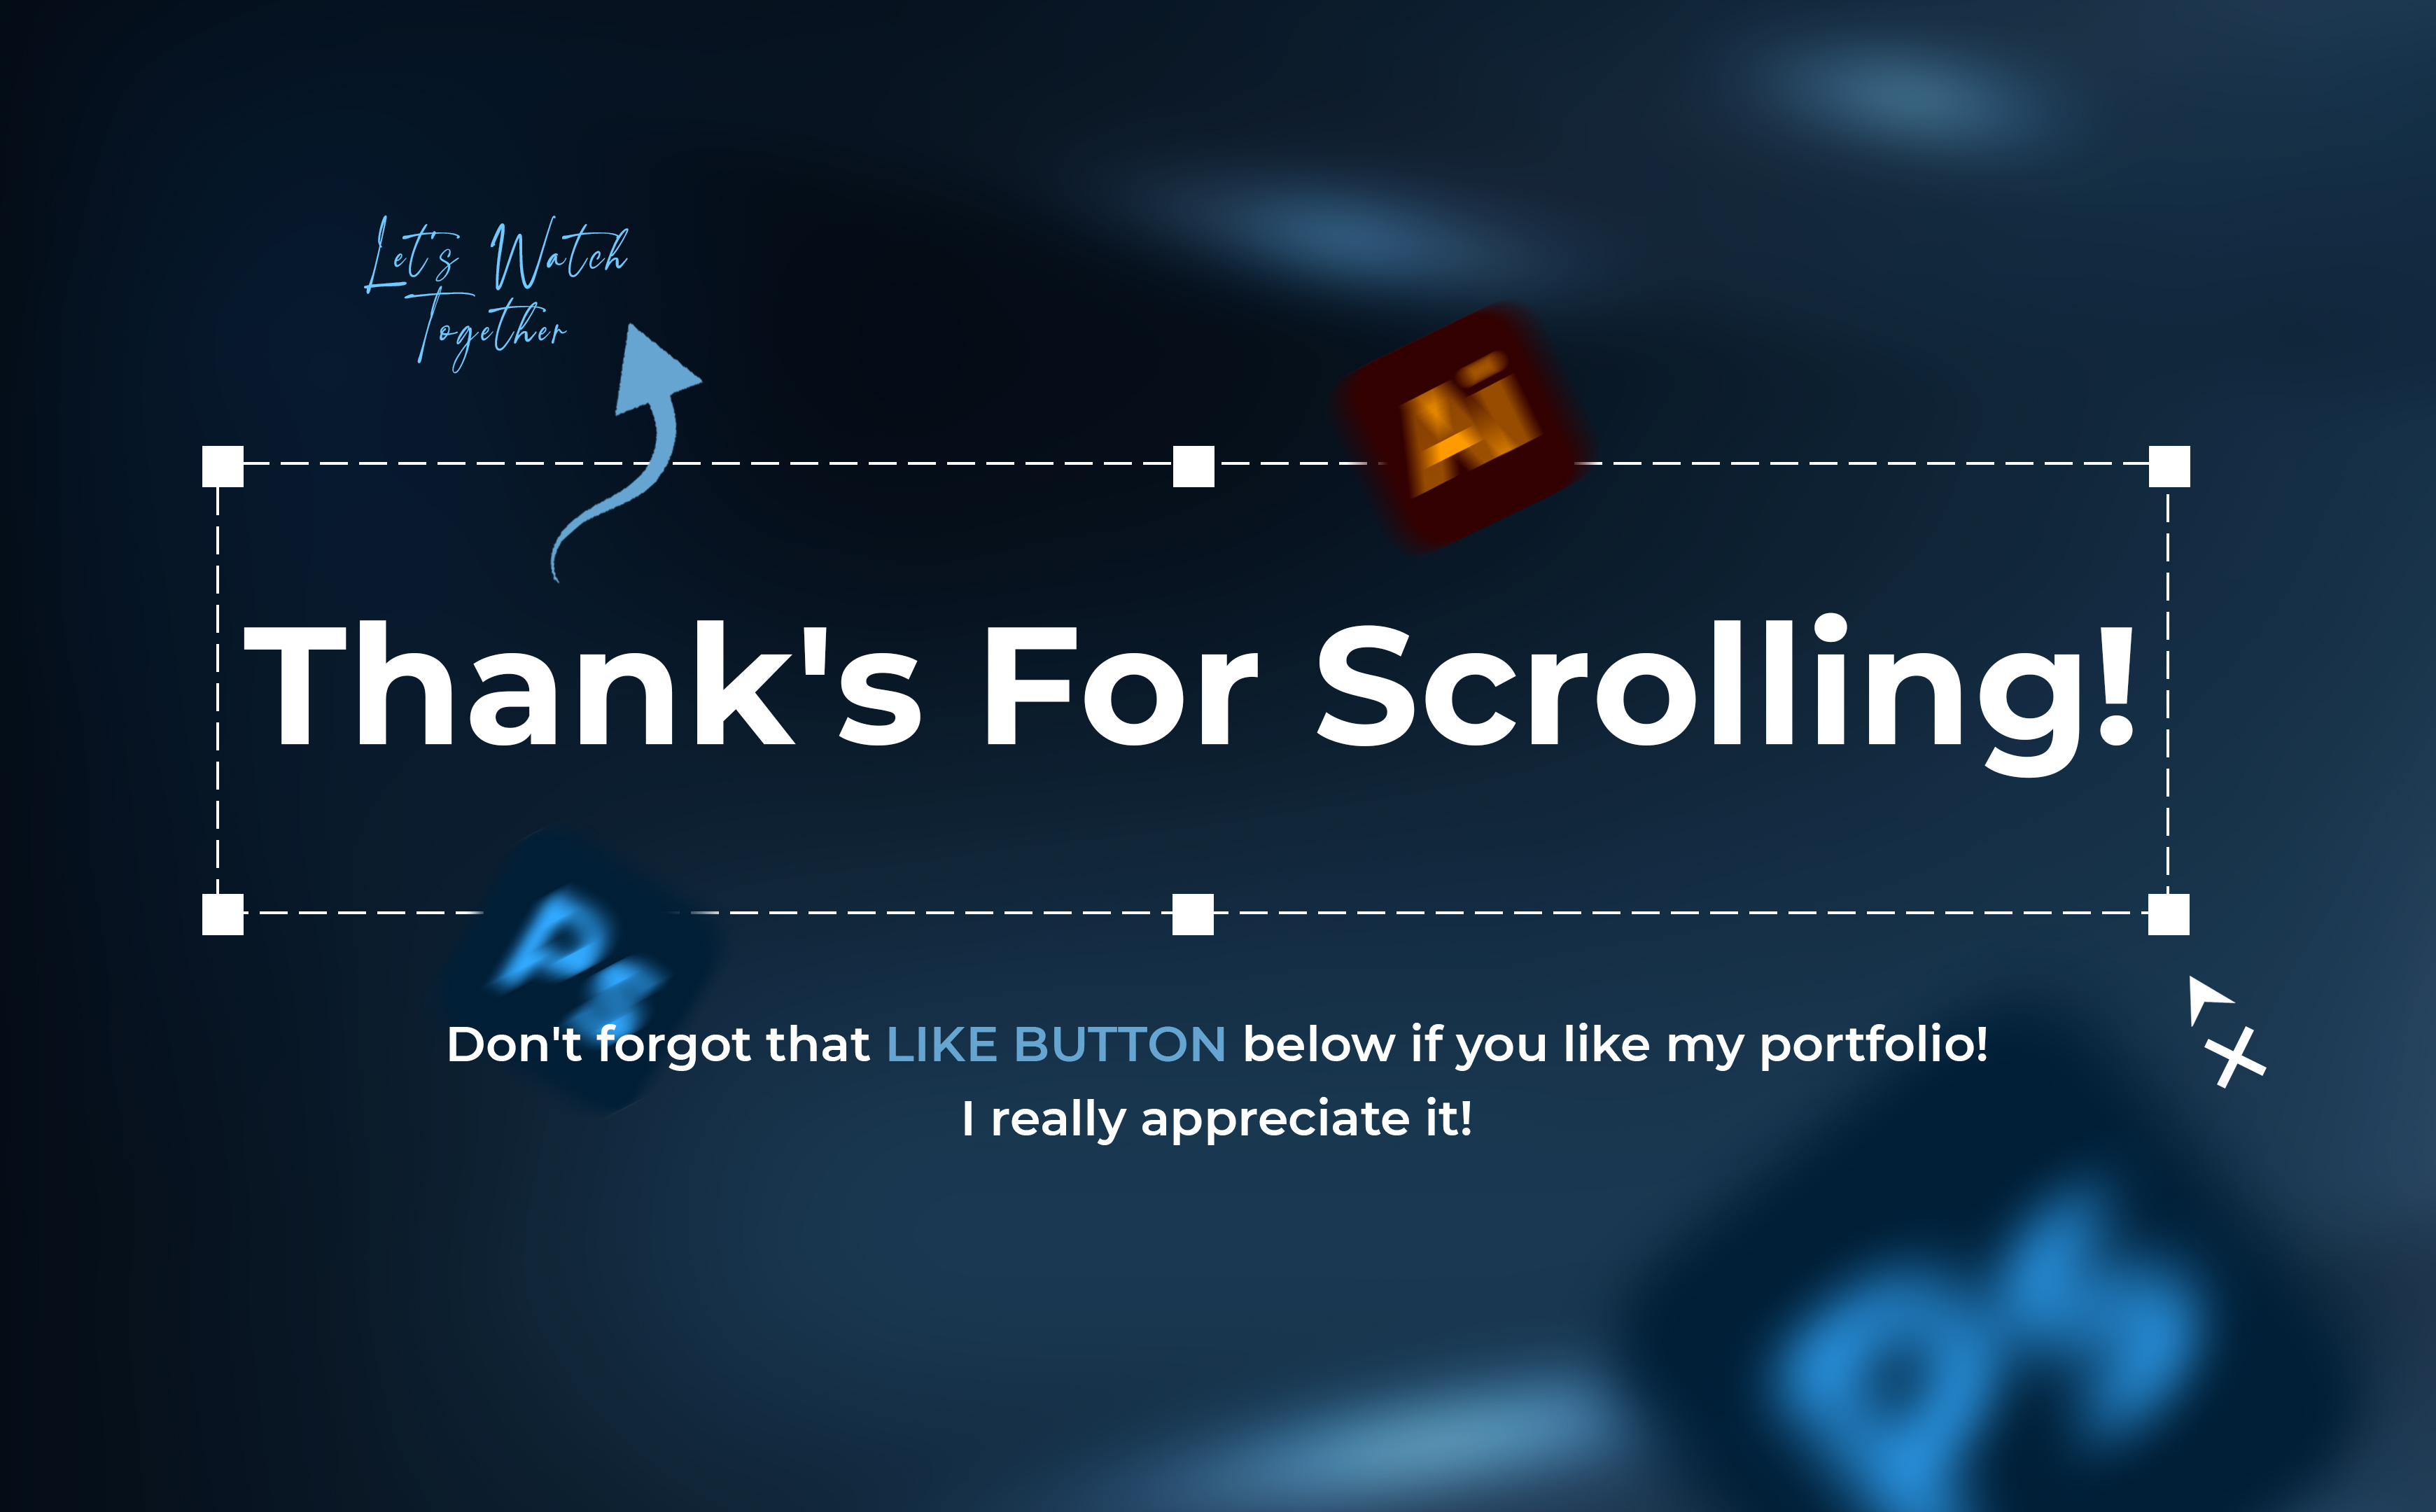 Let's Watch
Together
Ai
Thank's For Scrolling!
Ps
Don't forgot that LIKE BUTTON below if you like my portfolio!
I really appreciate it!
Ps